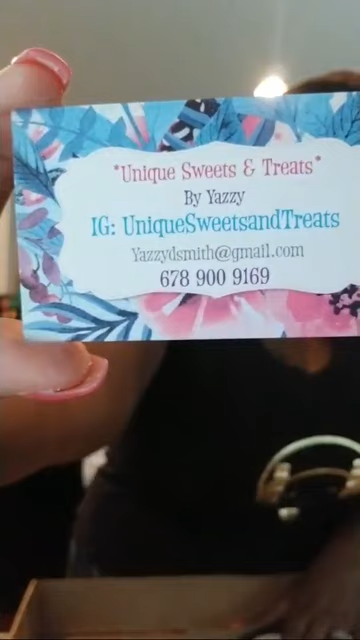 "Unique Sweets & Treats"
By Yazzy
IG: UniqueSweetsandTreats
Yazzydsmith@gmail.com
678 900 9169